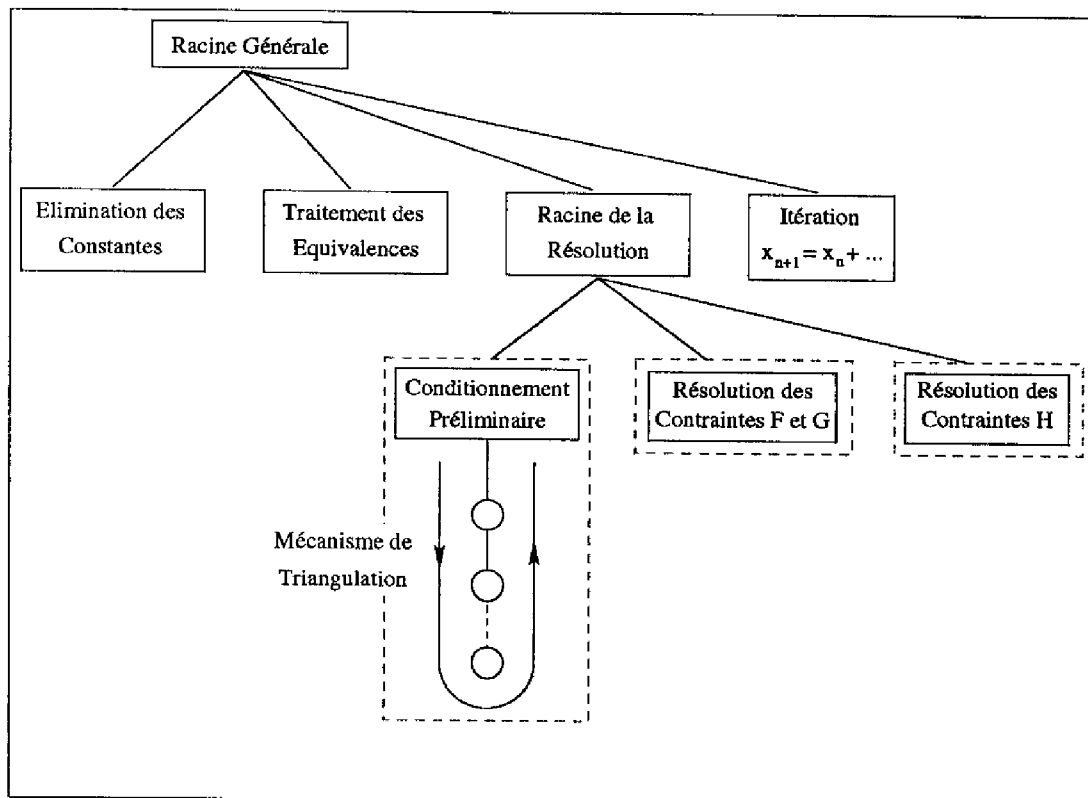 Racine Générale
Elimination des
Constantes
Traitement des
Equivalences
Racine de la
Résolution
Itération
x_{n+1} = x_n + ...
Conditionnement
Préliminaire
Résolution des
Contraintes F et G
Résolution des
Contraintes H
Mécanisme de
Triangulation